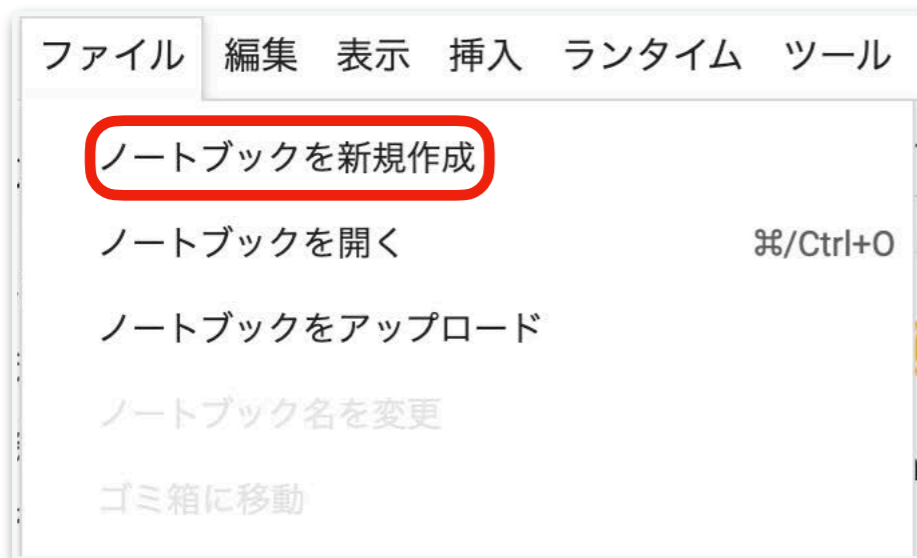 ファイル 編集 表示 挿入 ランタイム ツール
ノートブックを新規作成
ノートブックを開く ⌘/Ctrl+O
ノートブックをアップロード
ノートブック名を変更
ゴミ箱に移動